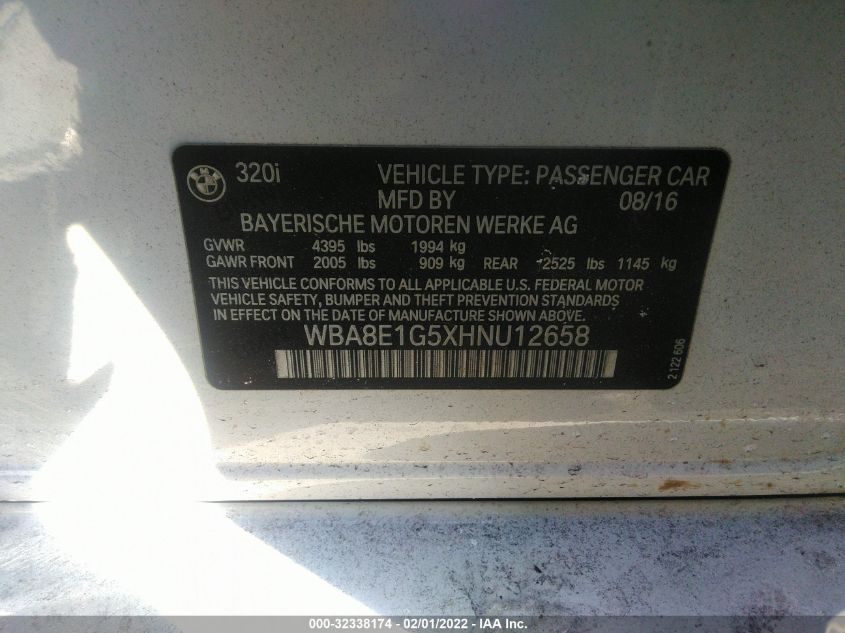 320i VEHICLE TYPE: PASSENGER CAR
MFD BY 08/16
BAYERISCHE MOTOREN WERKE AG
GVWR 4395 lbs 1994 kg
GAWR FRONT 2005 lbs 909 kg REAR 2525 lbs 1145 kg
THIS VEHICLE CONFORMS TO ALL APPLICABLE U.S. FEDERAL MOTOR
VEHICLE SAFETY, BUMPER AND THEFT PREVENTION STANDARDS
IN EFFECT ON THE DATE OF MANUFACTURE SHOWN ABOVE.
WBA8E1G5XHNU12658
2 122 606
000-32338174 / 02/01/2022 - IAA Inc.